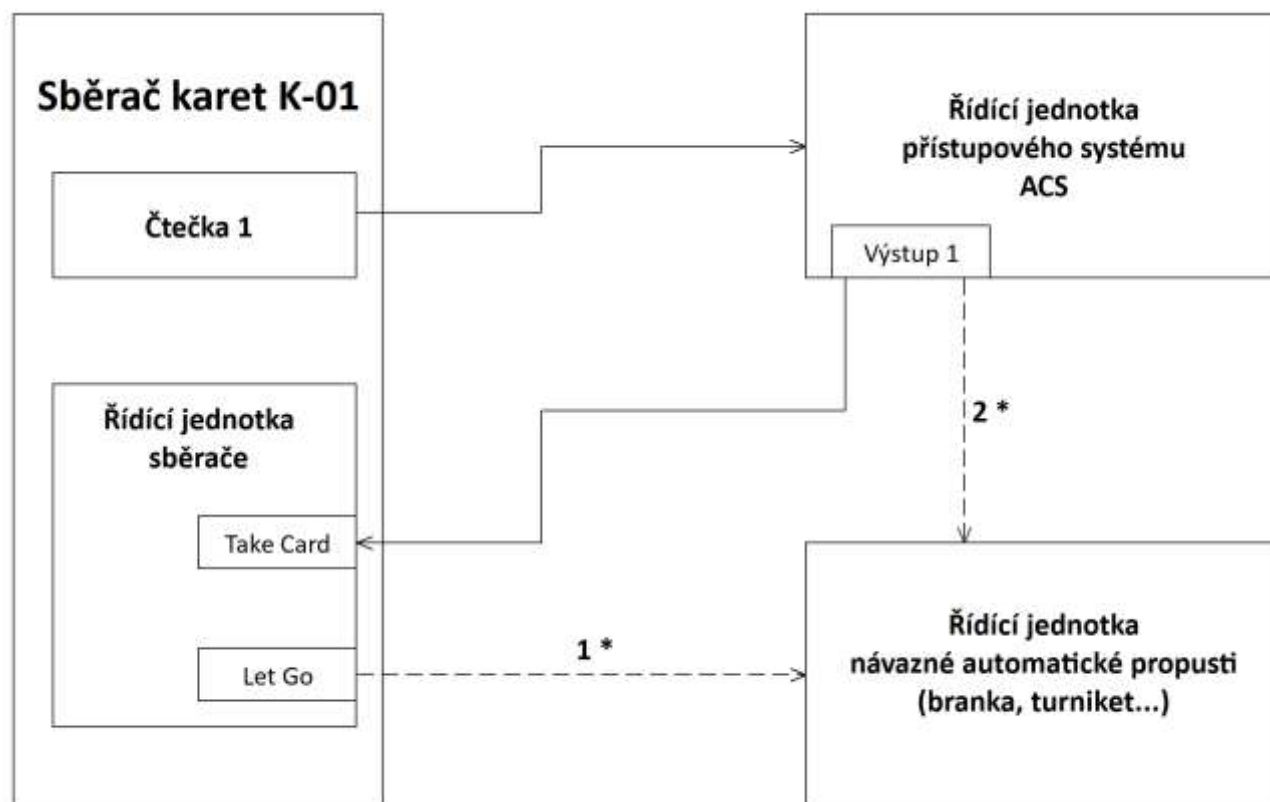 Sběrač karet K-01
Čtečka 1
Řídící jednotka
sběrače
Take Card
Let Go
Řídící jednotka
přístupového systému
ACS
Výstup 1
2 *
1 *
Řídící jednotka
návazné automatické propusti
(branka, turniket...)